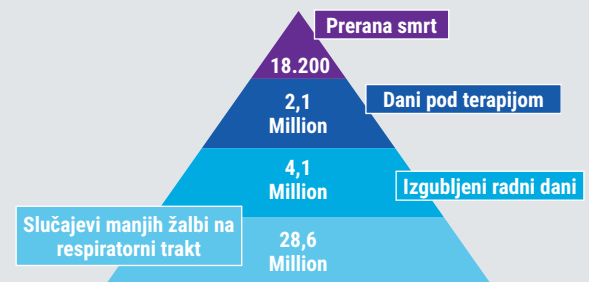 Prerana smrt
18.200
2,1
Million
Dani pod terapijom
4,1
Million
Izgubljeni radni dani
Slučajevi manjih žalbi na
respiratorni trakt
28,6
Million